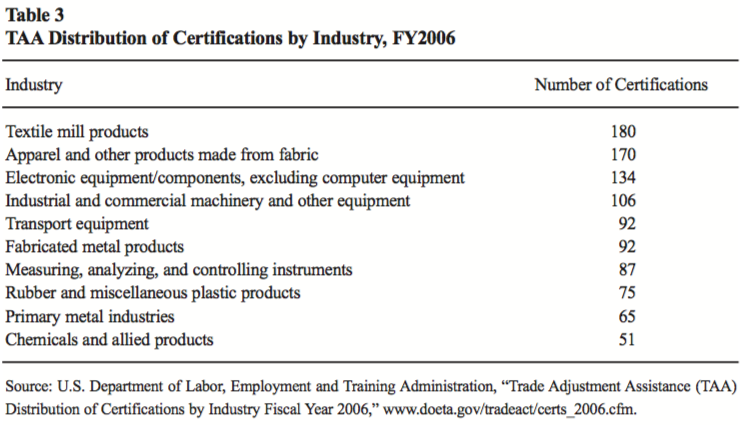 Table 3
TAA Distribution of Certifications by Industry, FY2006
Industry Number of Certifications
Textile mill products 180
Apparel and other products made from fabric 170
Electronic equipment/components, excluding computer equipment 134
Industrial and commercial machinery and other equipment 106
Transport equipment 92
Fabricated metal products 92
Measuring, analyzing, and controlling instruments 87
Rubber and miscellaneous plastic products 75
Primary metal industries 65
Chemicals and allied products 51
Source: U.S. Department of Labor, Employment and Training Administration, “Trade Adjustment Assistance (TAA)
Distribution of Certifications by Industry Fiscal Year 2006,” www.doeta.gov/tradeact/certs_2006.cfm.